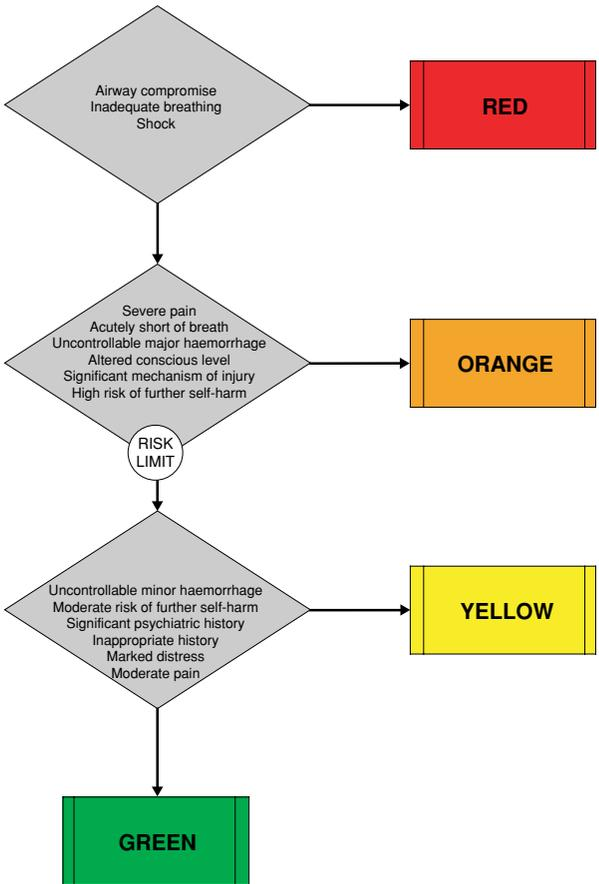 Airway compromise
Inadequate breathing
Shock
RED
Severe pain
Acutely short of breath
Uncontrollable major haemorrhage
Altered conscious level
Significant mechanism of injury
High risk of further self-harm
ORANGE
RISK
LIMIT
Uncontrollable minor haemorrhage
Moderate risk of further self-harm
Significant psychiatric history
Inappropriate history
Marked distress
Moderate pain
YELLOW
GREEN